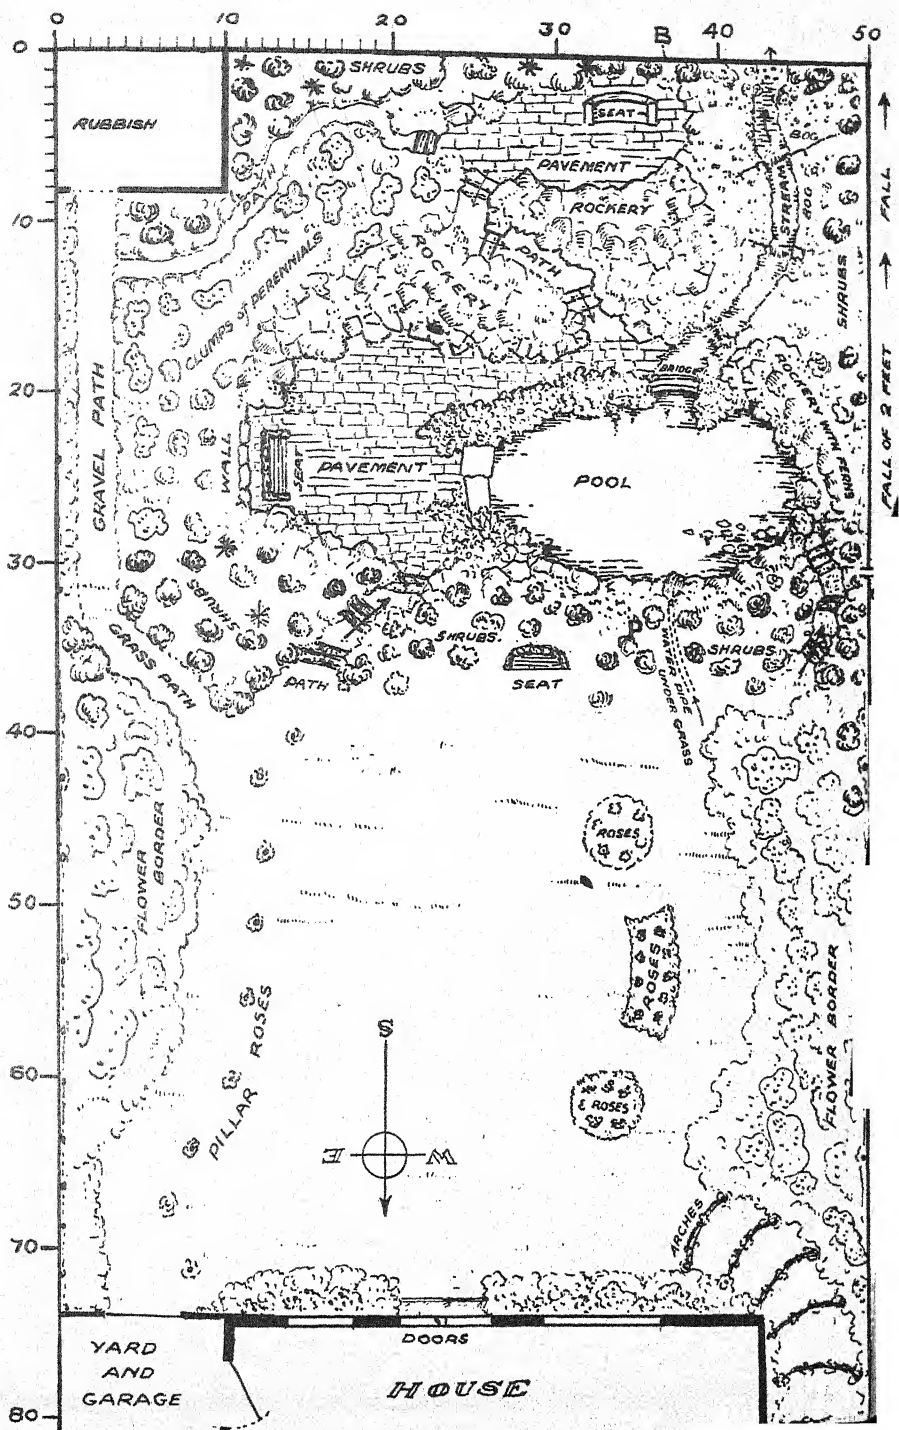 0 10 20 30 B 40 50
0
SHRUBS
RUBBISH
SEAT
BOG
PAVEMENT
PATH
STREAM
BOG
FALL
10
ROCKERY
ROCKERY
PATH
CLUMPS of PERENNIALS
SHRUBS
20
BRIDGE
ROCKERY WITH
FERNS
GRAVEL PATH
WALL
SEAT
PAVEMENT
POOL
FALL OF 2 FEET
30
SHRUBS
SHRUBS
SHRUBS
GRASS PATH
PATH
SEAT
WATER PIPE
UNDER GRASS
40
FLOWER
BORDER
ROSES
50
ROSES
FLOWER BORDER
PILLAR ROSES
S
60
ROSES
E W
70
ARCHES
DOORS
YARD
AND
GARAGE
HOUSE
80